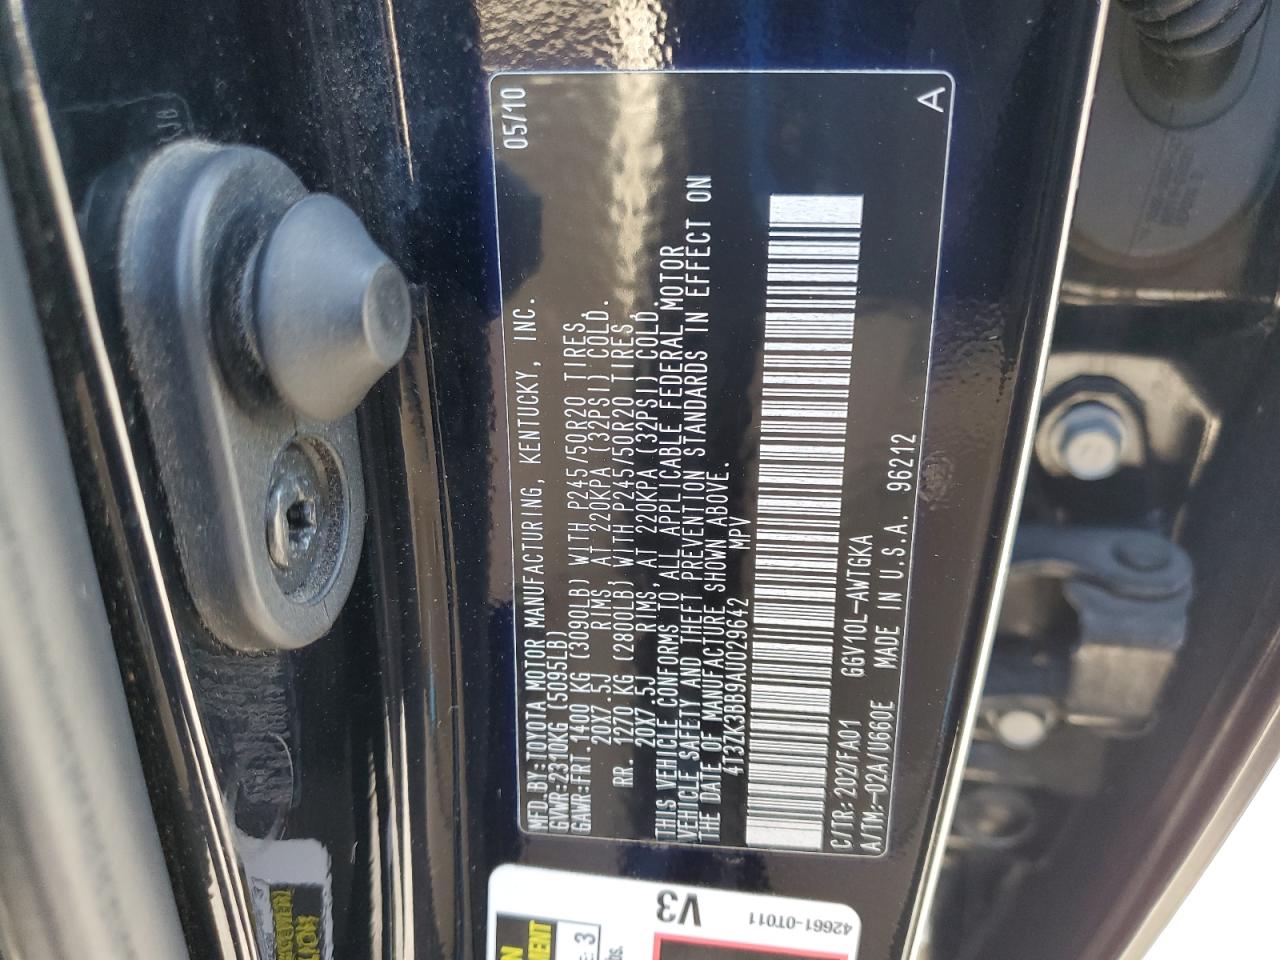 MFD. BY:TOYOTA MOTOR MANUFACTURING, KENTUCKY, INC. 05/10
GVWR:2310KG (5095LB)
GAWR:FRT.1400 KG (3090LB) WITH P245/50R20 TIRES,
20X7.5J RIMS, AT 220KPA (32PSI) COLD.
RR. 1270 KG (2800LB) WITH P245/50R20 TIRES
20X7.5J RIMS, AT 220KPA (32PSI) COLD.
THIS VEHICLE CONFORMS TO ALL APPLICABLE FEDERAL MOTOR
VEHICLE SAFETY AND THEFT PREVENTION STANDARDS IN EFFECT ON
THE DATE OF MANUFACTURE SHOWN ABOVE.
4T3ZK3BB9AU029642 MPV
C/TR:202/FA01 GGV10L-AWTGKA
A/TM:-02A/U660E MADE IN U.S.A. 96212
A
V3
42661-0T011
3